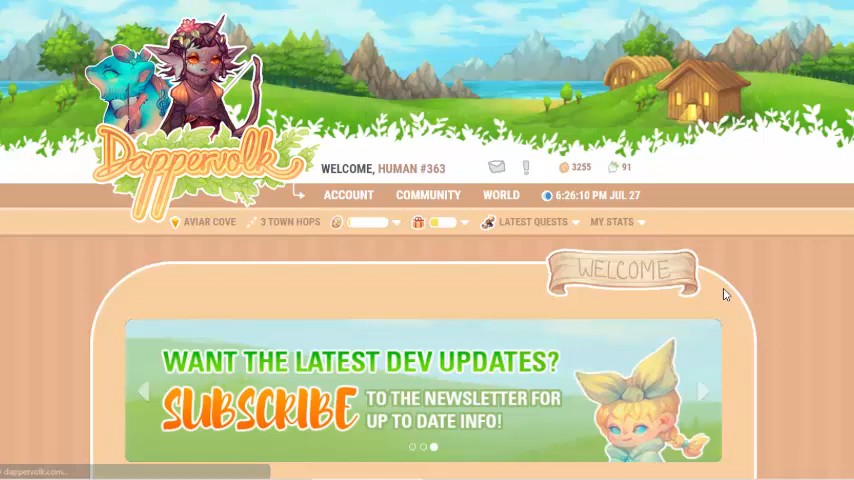 Dappervolk
WELCOME, HUMAN #363
3255
91
ACCOUNT
COMMUNITY
WORLD
6:26:10 PM JUL 27
AVIAR COVE
3 TOWN HOPS
LATEST QUESTS
MY STATS
WELCOME
WANT THE LATEST DEV UPDATES?
SUBSCRIBE
TO THE NEWSLETTER FOR
UP TO DATE INFO!
dappervolk.com...